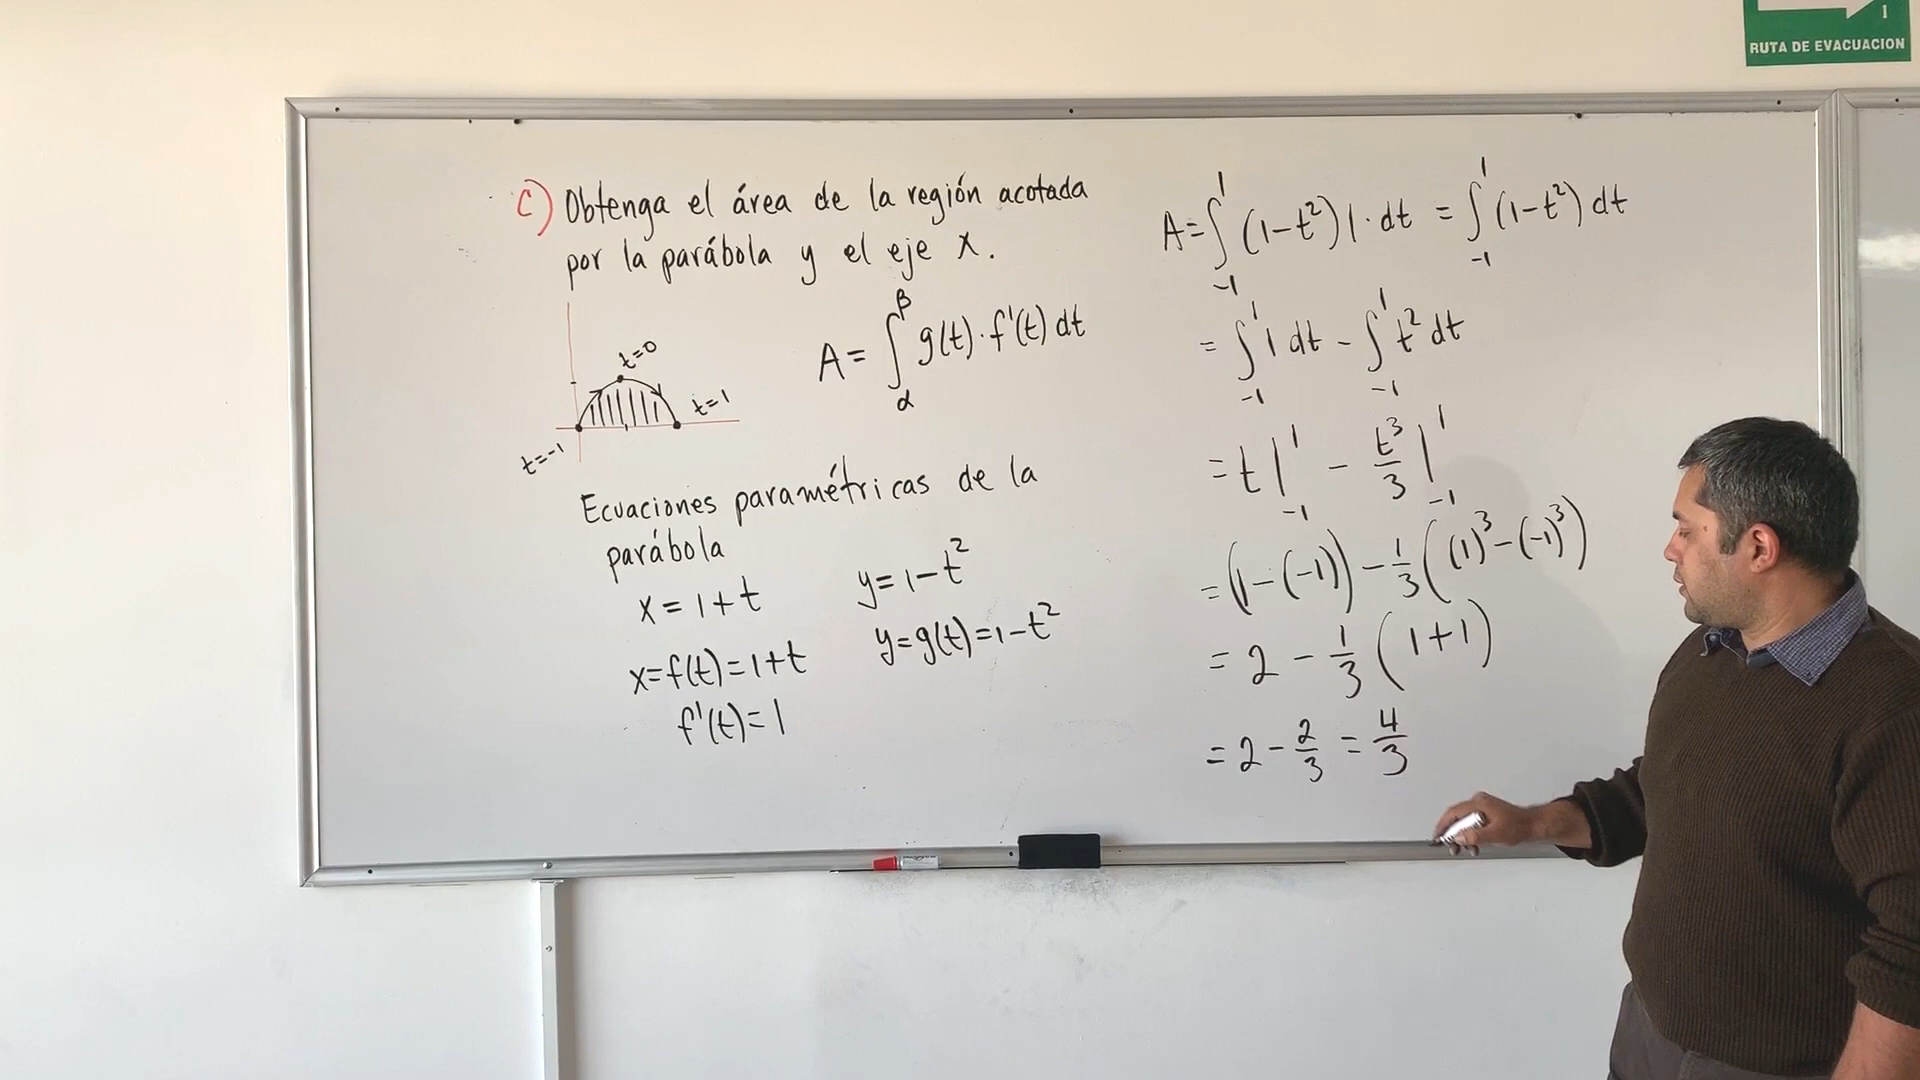 1
RUTA DE EVACUACION
C) Obtenga el área de la región acotada
por la parábola y el eje x.
t=0
t=1
t=-1
A = ∫_α^β g(t)·f'(t) dt
Ecuaciones paramétricas de la
parábola
x = 1+t
y = 1-t²
x=f(t)=1+t
y=g(t)=1-t²
f'(t)=1
A = ∫_-1^1 (1-t²) 1·dt = ∫_-1^1 (1-t²) dt
= ∫_-1^1 1 dt - ∫_-1^1 t² dt
= t |_-1^1 - t³/3 |_-1^1
= (1-(-1)) - 1/3 ((1)³-(-1)³)
= 2 - 1/3 (1+1)
= 2 - 2/3 = 4/3